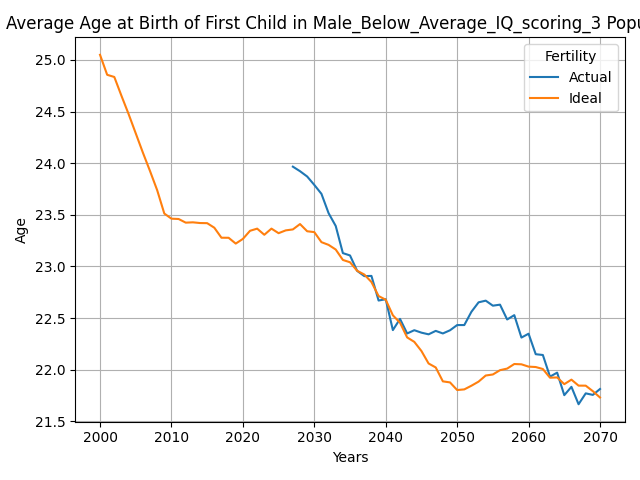 Average Age at Birth of First Child in Male_Below_Average_IQ_scoring_3 Popu
Fertility
Actual
Ideal
25.0
24.5
24.0
23.5
23.0
22.5
22.0
21.5
Age
2000 2010 2020 2030 2040 2050 2060 2070
Years